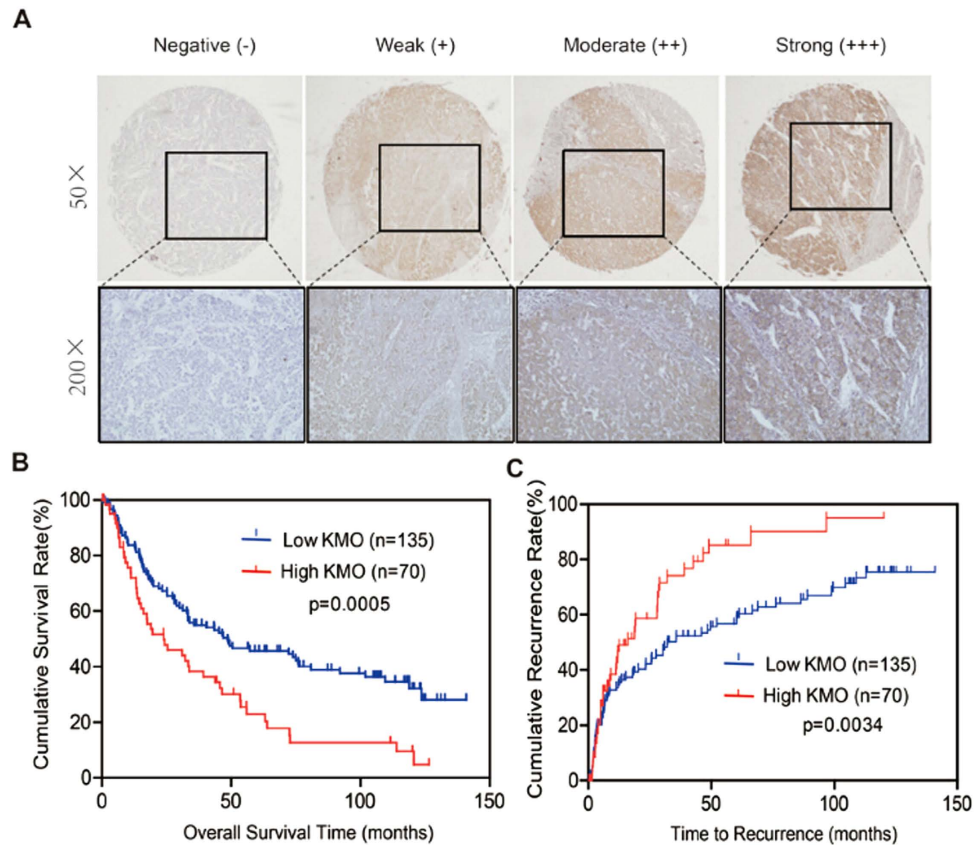 A
Negative (-) Weak (+) Moderate (++) Strong (+++)
50×
200×
B
Cumulative Survival Rate(%)
100
80
60
40
20
0
0 50 100 150
Overall Survival Time (months)
Low KMO (n=135)
High KMO (n=70)
p=0.0005
C
Cumulative Recurrence Rate(%)
100
80
60
40
20
0
0 50 100 150
Time to Recurrence (months)
Low KMO (n=135)
High KMO (n=70)
p=0.0034